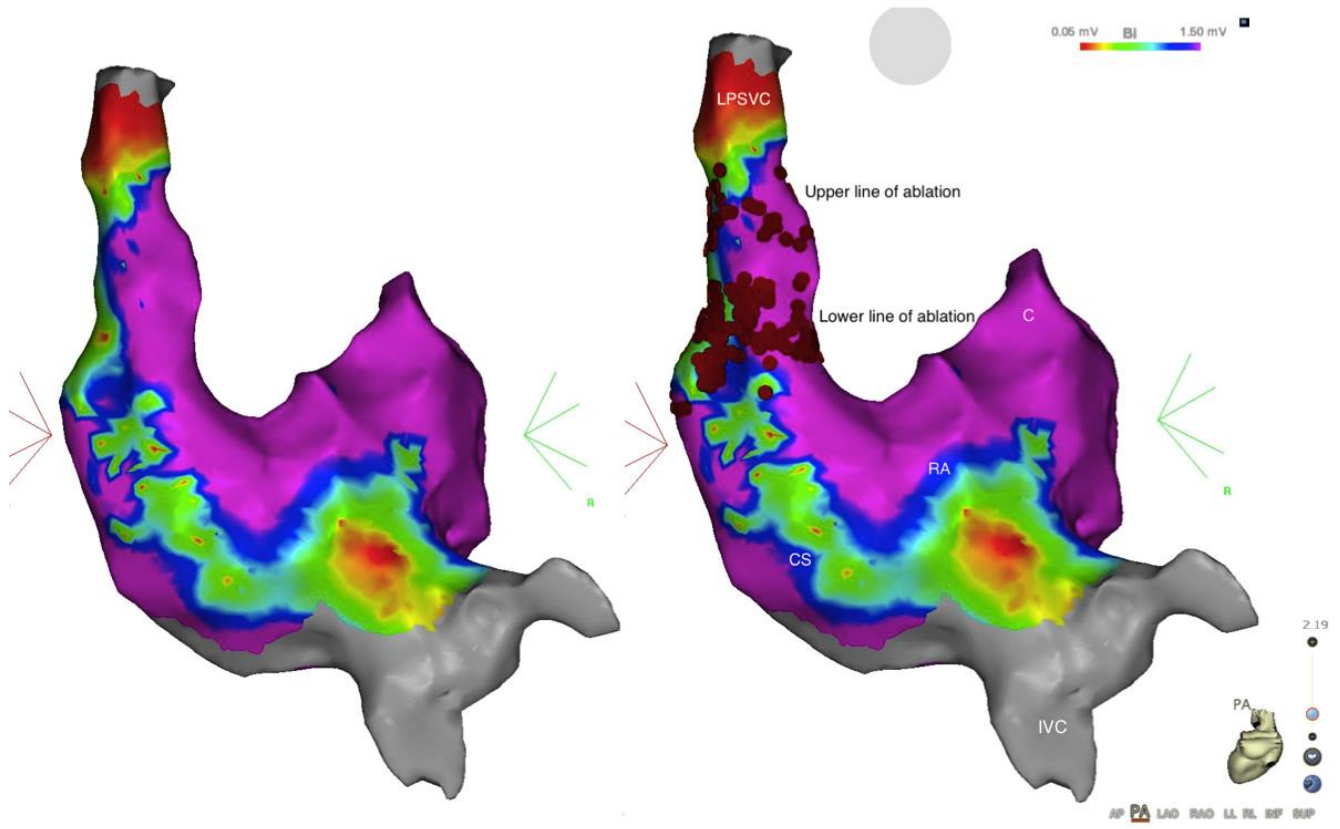 0.05 mV BI 1.50 mV
LPSVC
Upper line of ablation
Lower line of ablation
C
RA
R
R
CS
2.19
PA
IVC
AP PA LAO RAO LL RL INF SUP